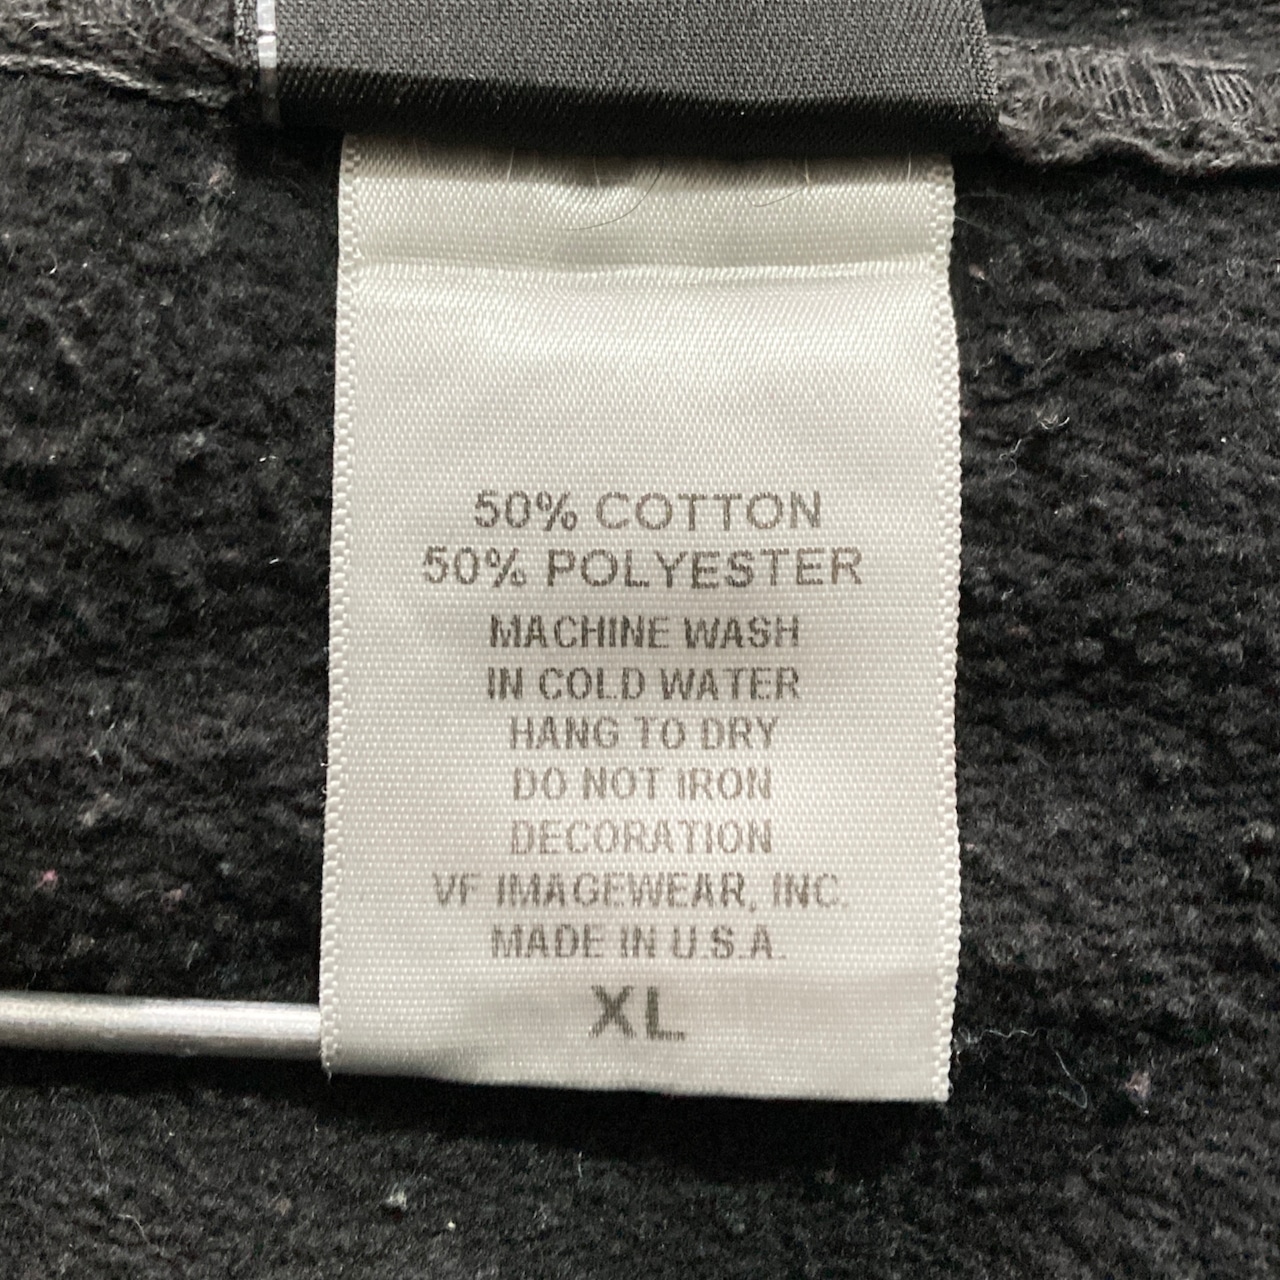 50% COTTON
50% POLYESTER
MACHINE WASH
IN COLD WATER
HANG TO DRY
DO NOT IRON
DECORATION
VF IMAGEWEAR, INC.
MADE IN U.S.A.
XL